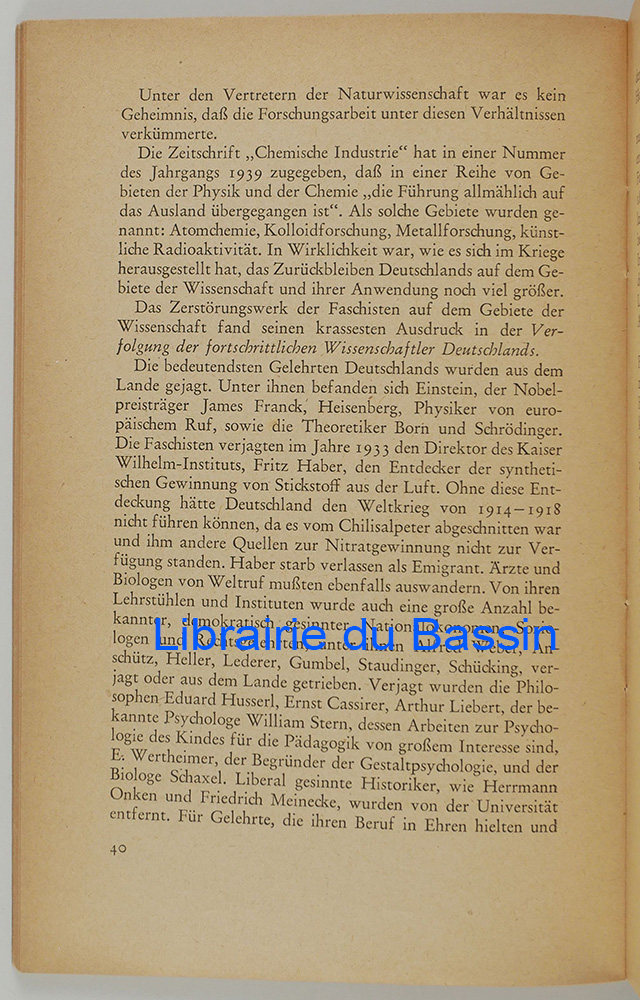 Unter den Vertretern der Naturwissenschaft war es kein
Geheimnis, daß die Forschungsarbeit unter diesen Verhältnissen
verkümmerte.
Die Zeitschrift „Chemische Industrie“ hat in einer Nummer
des Jahrgangs 1939 zugegeben, daß in einer Reihe von Ge-
bieten der Physik und der Chemie „die Führung allmählich auf
das Ausland übergegangen ist“. Als solche Gebiete wurden ge-
nannt: Atomchemie, Kolloidforschung, Metallforschung, künst-
liche Radioaktivität. In Wirklichkeit war, wie es sich im Kriege
herausgestellt hat, das Zurückbleiben Deutschlands auf dem Ge-
biete der Wissenschaft und ihrer Anwendung noch viel größer.
Das Zerstörungswerk der Faschisten auf dem Gebiete der
Wissenschaft fand seinen krassesten Ausdruck in der Ver-
folgung der fortschrittlichen Wissenschaftler Deutschlands.
Die bedeutendsten Gelehrten Deutschlands wurden aus dem
Lande gejagt. Unter ihnen befanden sich Einstein, der Nobel-
preisträger James Franck, Heisenberg, Physiker von euro-
päischem Ruf, sowie die Theoretiker Born und Schrödinger.
Die Faschisten verjagten im Jahre 1933 den Direktor des Kaiser
Wilhelm-Instituts, Fritz Haber, den Entdecker der syntheti-
schen Gewinnung von Stickstoff aus der Luft. Ohne diese Ent-
deckung hätte Deutschland den Weltkrieg von 1914–1918
nicht führen können, da es vom Chilisalpeter abgeschnitten war
und ihm andere Quellen zur Nitratgewinnung nicht zur Ver-
fügung standen. Haber starb verlassen als Emigrant. Ärzte und
Biologen von Weltruf mußten ebenfalls auswandern. Von ihren
Lehrstühlen und Instituten wurde auch eine große Anzahl be-
kannter, demokratisch gesinnter Nationalökonomen, Sozio-
logen und Rechtsgelehrten, unter ihnen Alfred Weber, An-
schütz, Heller, Lederer, Gumbel, Staudinger, Schücking, ver-
jagt oder aus dem Lande getrieben. Verjagt wurden die Philo-
sophen Eduard Husserl, Ernst Cassirer, Arthur Liebert, der be-
kannte Psychologe William Stern, dessen Arbeiten zur Psycho-
logie des Kindes für die Pädagogik von großem Interesse sind,
E. Wertheimer, der Begründer der Gestaltpsychologie, und der
Biologe Schaxel. Liberal gesinnte Historiker, wie Herrmann
Onken und Friedrich Meinecke, wurden von der Universität
entfernt. Für Gelehrte, die ihren Beruf in Ehren hielten und
40
Librairie du Bassin